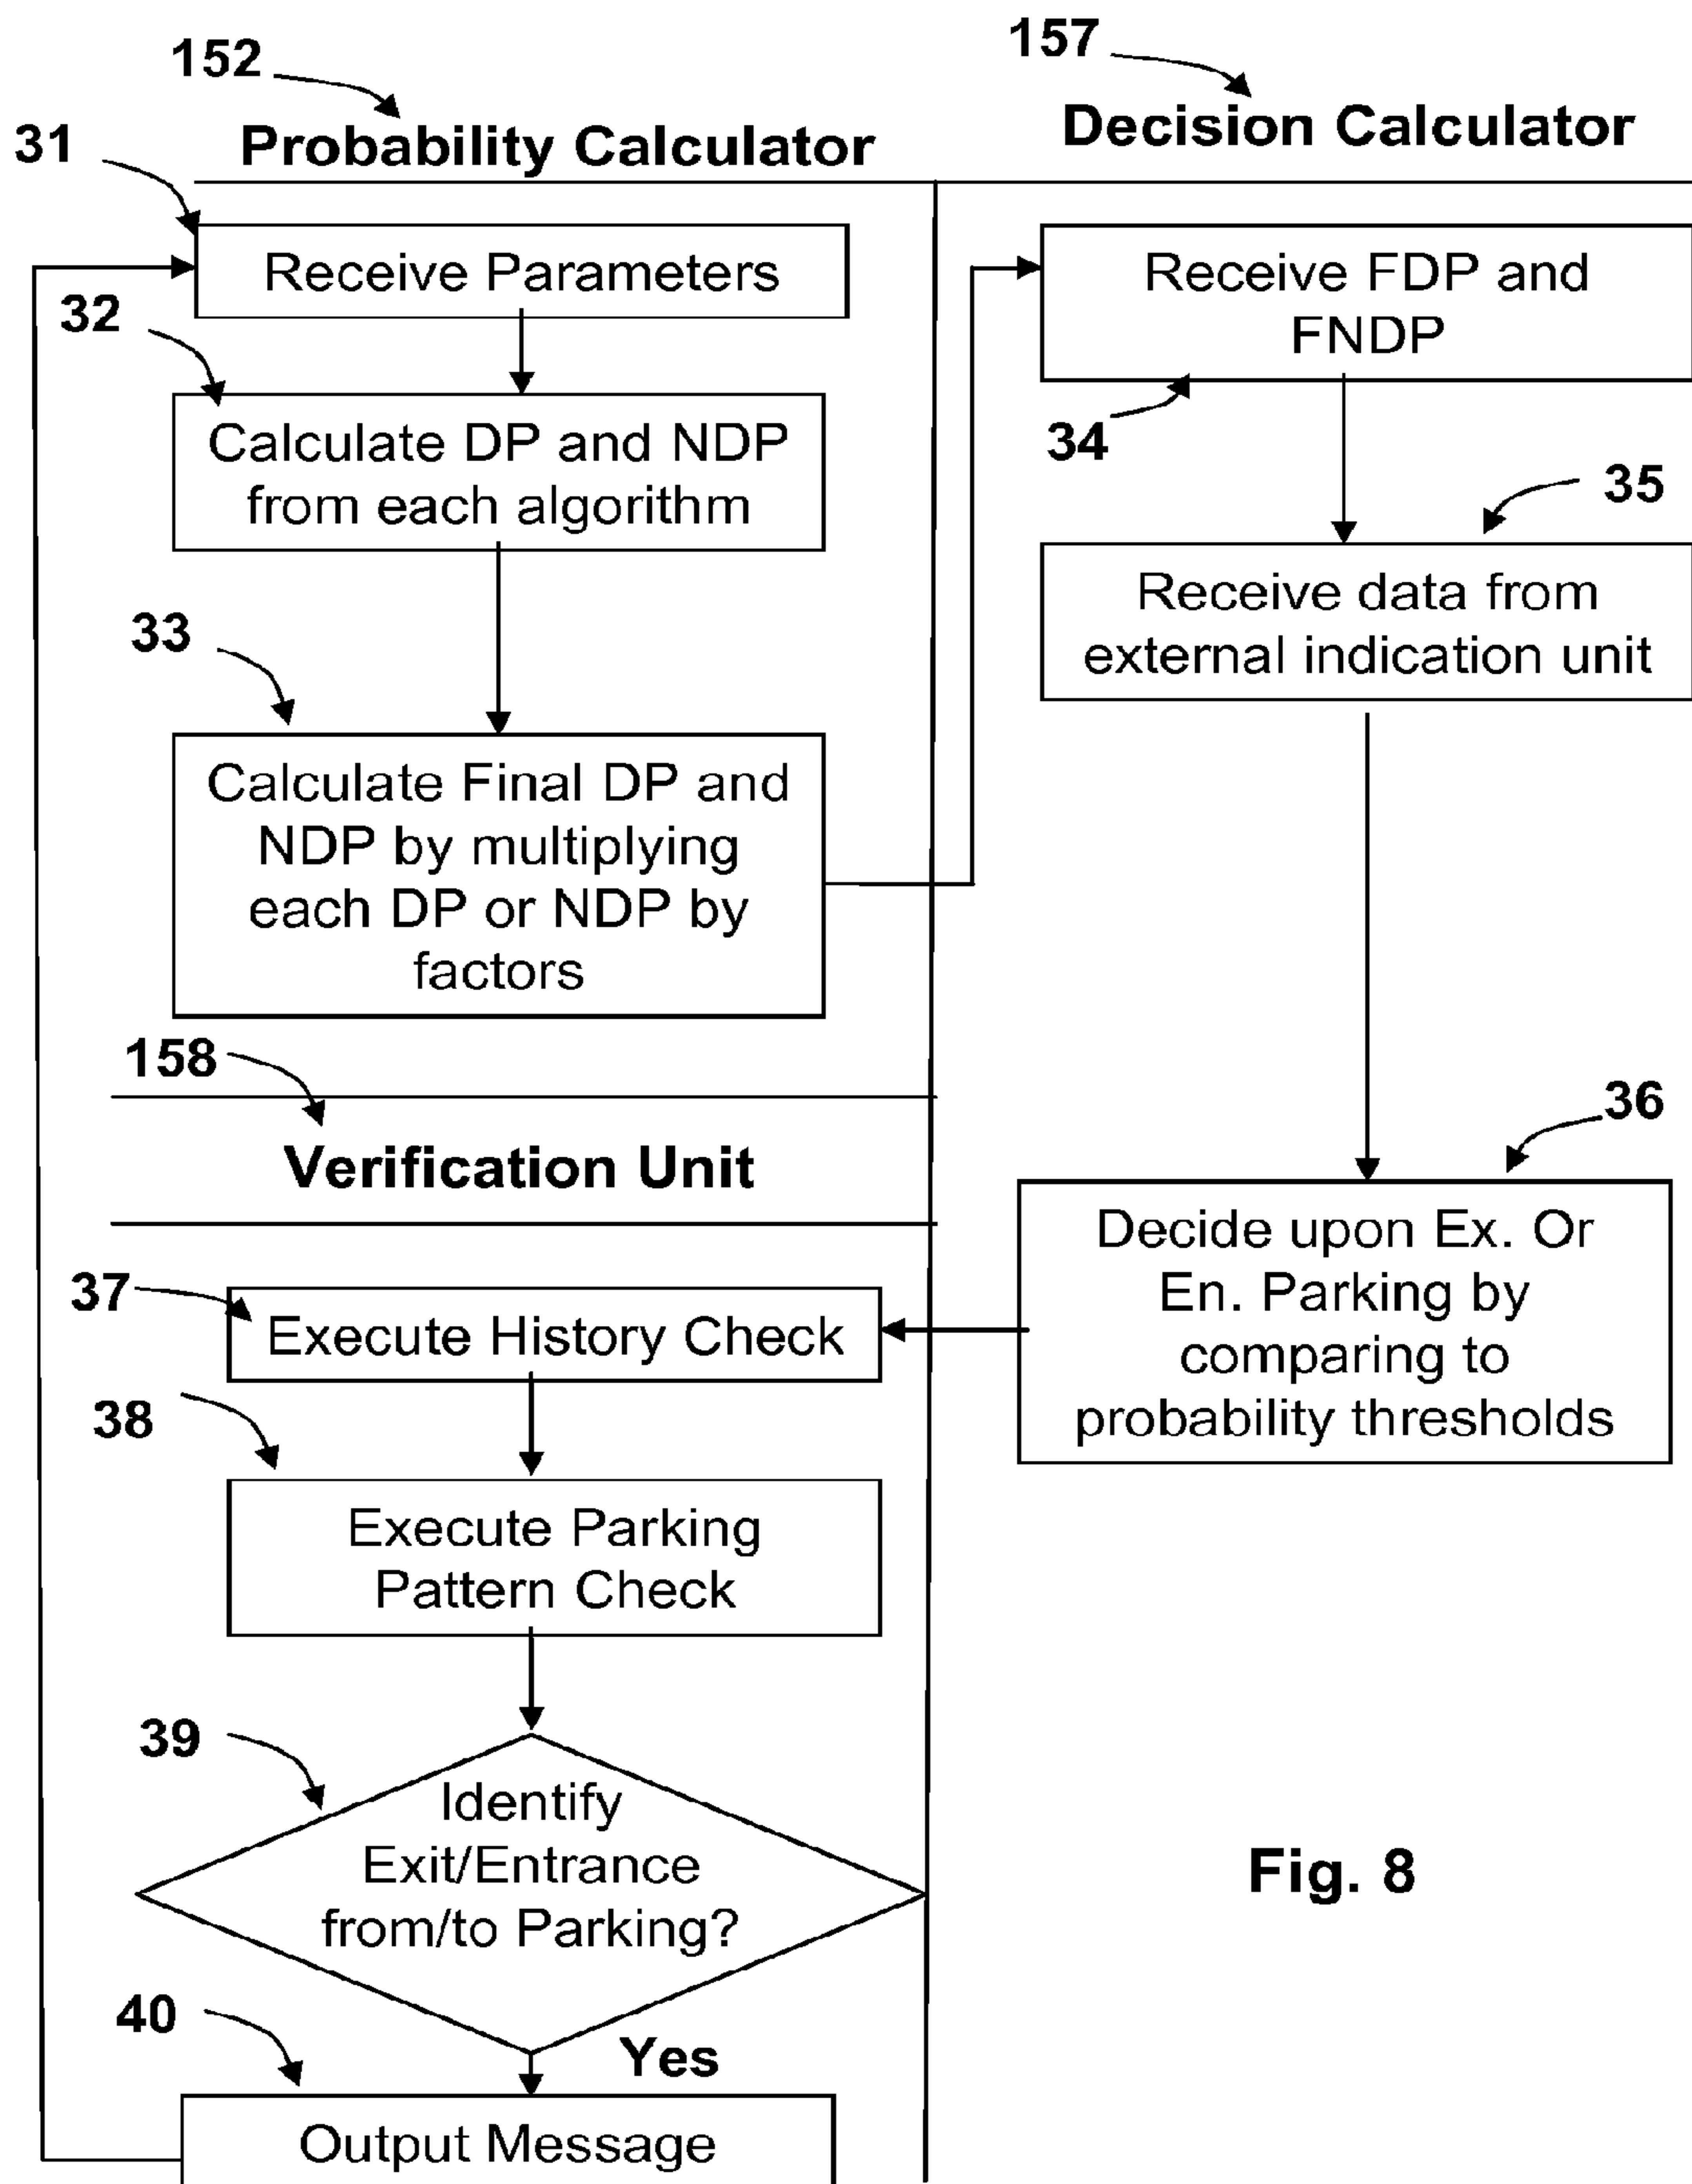 152
157
31
Probability Calculator
Decision Calculator
Receive Parameters
32
Calculate DP and NDP
from each algorithm
33
Calculate Final DP and
NDP by multiplying
each DP or NDP by
factors
Receive FDP and
FNDP
34
35
Receive data from
external indication unit
36
Decide upon Ex. Or
En. Parking by
comparing to
probability thresholds
158
Verification Unit
37
Execute History Check
38
Execute Parking
Pattern Check
39
Identify
Exit/Entrance
from/to Parking?
40
Yes
Output Message
Fig. 8